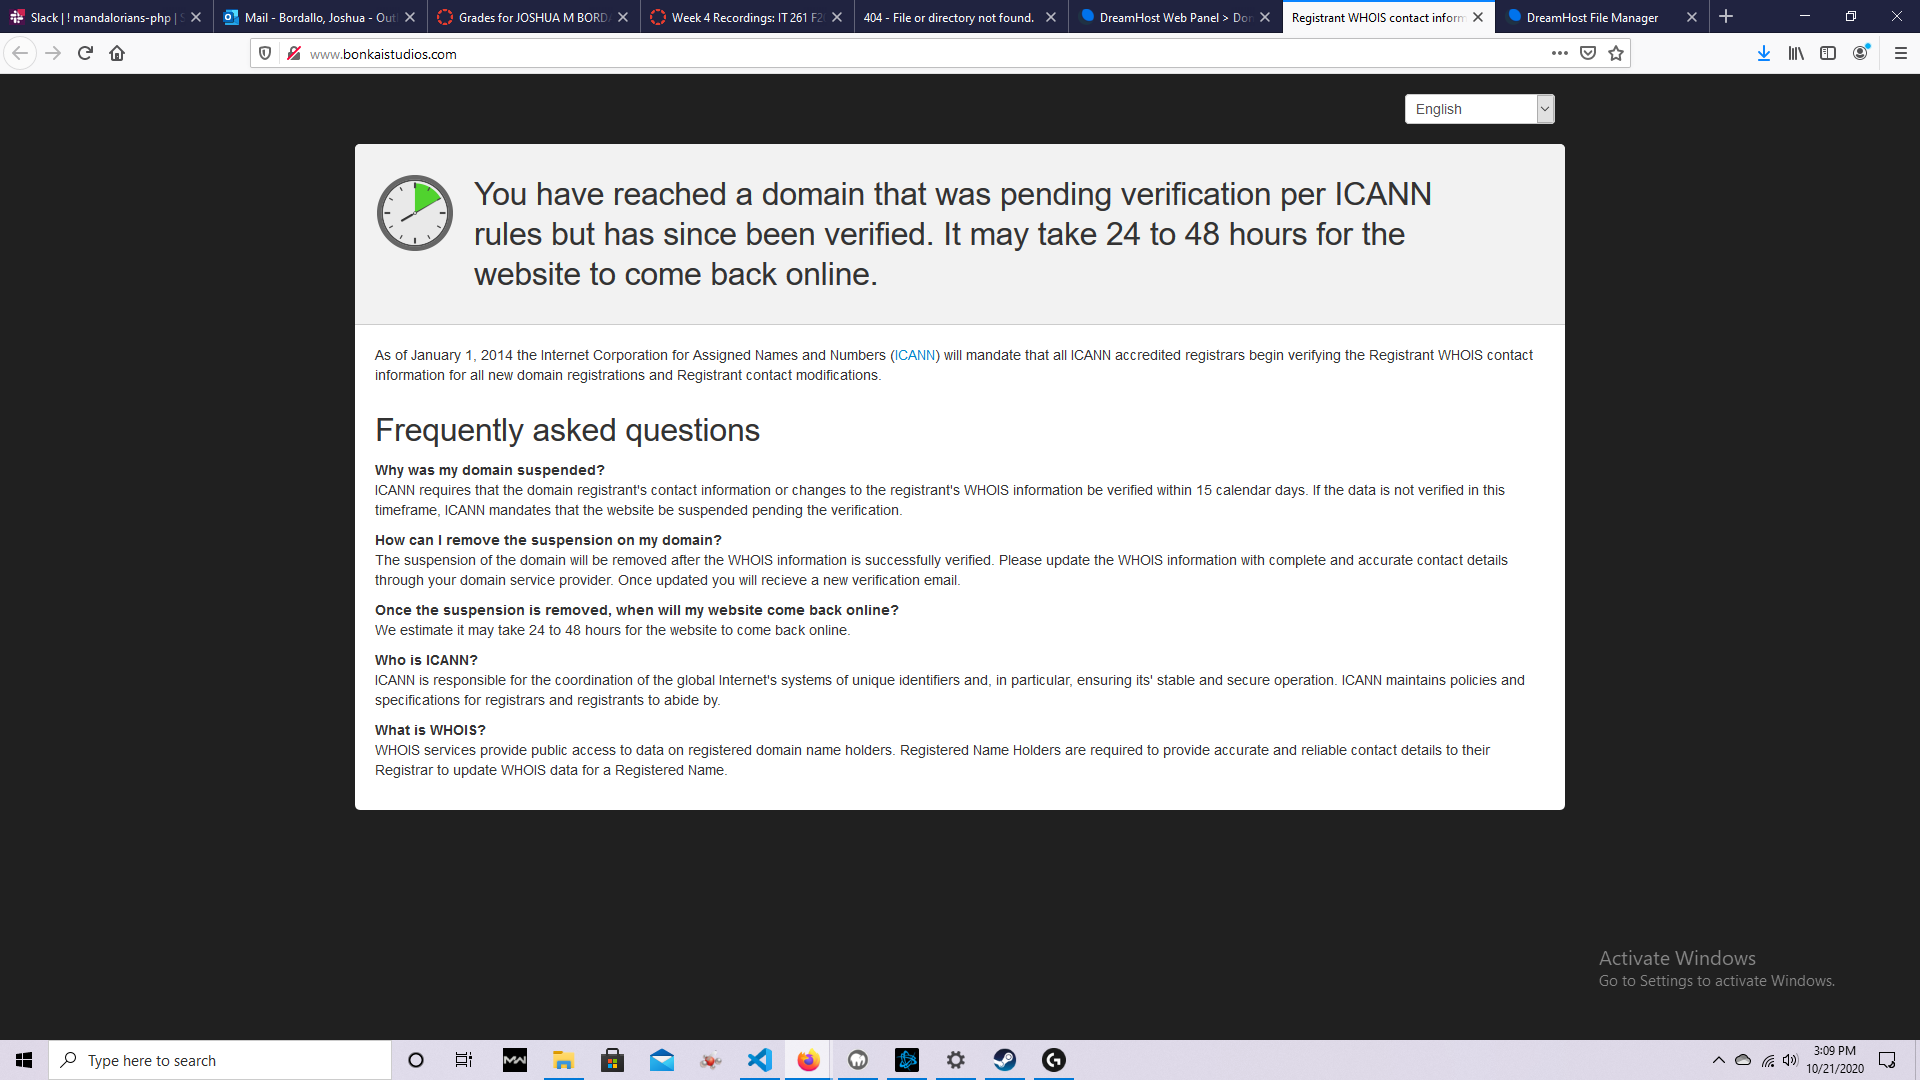 Slack | ! mandalorians-php | S
Mail - Bordallo, Joshua - Outl
Grades for JOSHUA M BORDA
Week 4 Recordings: IT 261 F20
404 - File or directory not found.
DreamHost Web Panel > Don
Registrant WHOIS contact inform
DreamHost File Manager
www.bonkaistudios.com
English
You have reached a domain that was pending verification per ICANN
rules but has since been verified. It may take 24 to 48 hours for the
website to come back online.
As of January 1, 2014 the Internet Corporation for Assigned Names and Numbers (ICANN) will mandate that all ICANN accredited registrars begin verifying the Registrant WHOIS contact
information for all new domain registrations and Registrant contact modifications.
Frequently asked questions
Why was my domain suspended?
ICANN requires that the domain registrant's contact information or changes to the registrant's WHOIS information be verified within 15 calendar days. If the data is not verified in this
timeframe, ICANN mandates that the website be suspended pending the verification.
How can I remove the suspension on my domain?
The suspension of the domain will be removed after the WHOIS information is successfully verified. Please update the WHOIS information with complete and accurate contact details
through your domain service provider. Once updated you will recieve a new verification email.
Once the suspension is removed, when will my website come back online?
We estimate it may take 24 to 48 hours for the website to come back online.
Who is ICANN?
ICANN is responsible for the coordination of the global Internet's systems of unique identifiers and, in particular, ensuring its' stable and secure operation. ICANN maintains policies and
specifications for registrars and registrants to abide by.
What is WHOIS?
WHOIS services provide public access to data on registered domain name holders. Registered Name Holders are required to provide accurate and reliable contact details to their
Registrar to update WHOIS data for a Registered Name.
Activate Windows
Go to Settings to activate Windows.
Type here to search
3:09 PM
10/21/2020